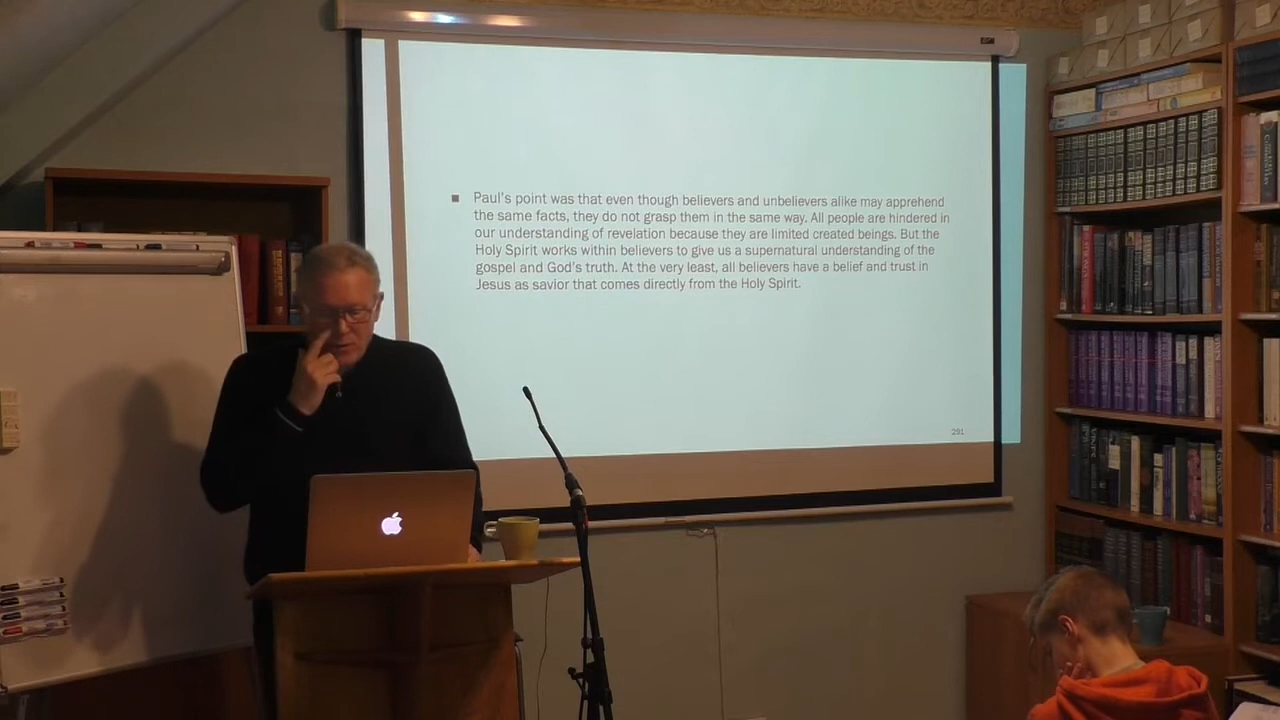 Paul's point was that even though believers and unbelievers alike may apprehend
the same facts, they do not grasp them in the same way. All people are hindered in
our understanding of revelation because they are limited created beings. But the
Holy Spirit works within believers to give us a supernatural understanding of the
gospel and God's truth. At the very least, all believers have a belief and trust in
Jesus as savior that comes directly from the Holy Spirit.
291